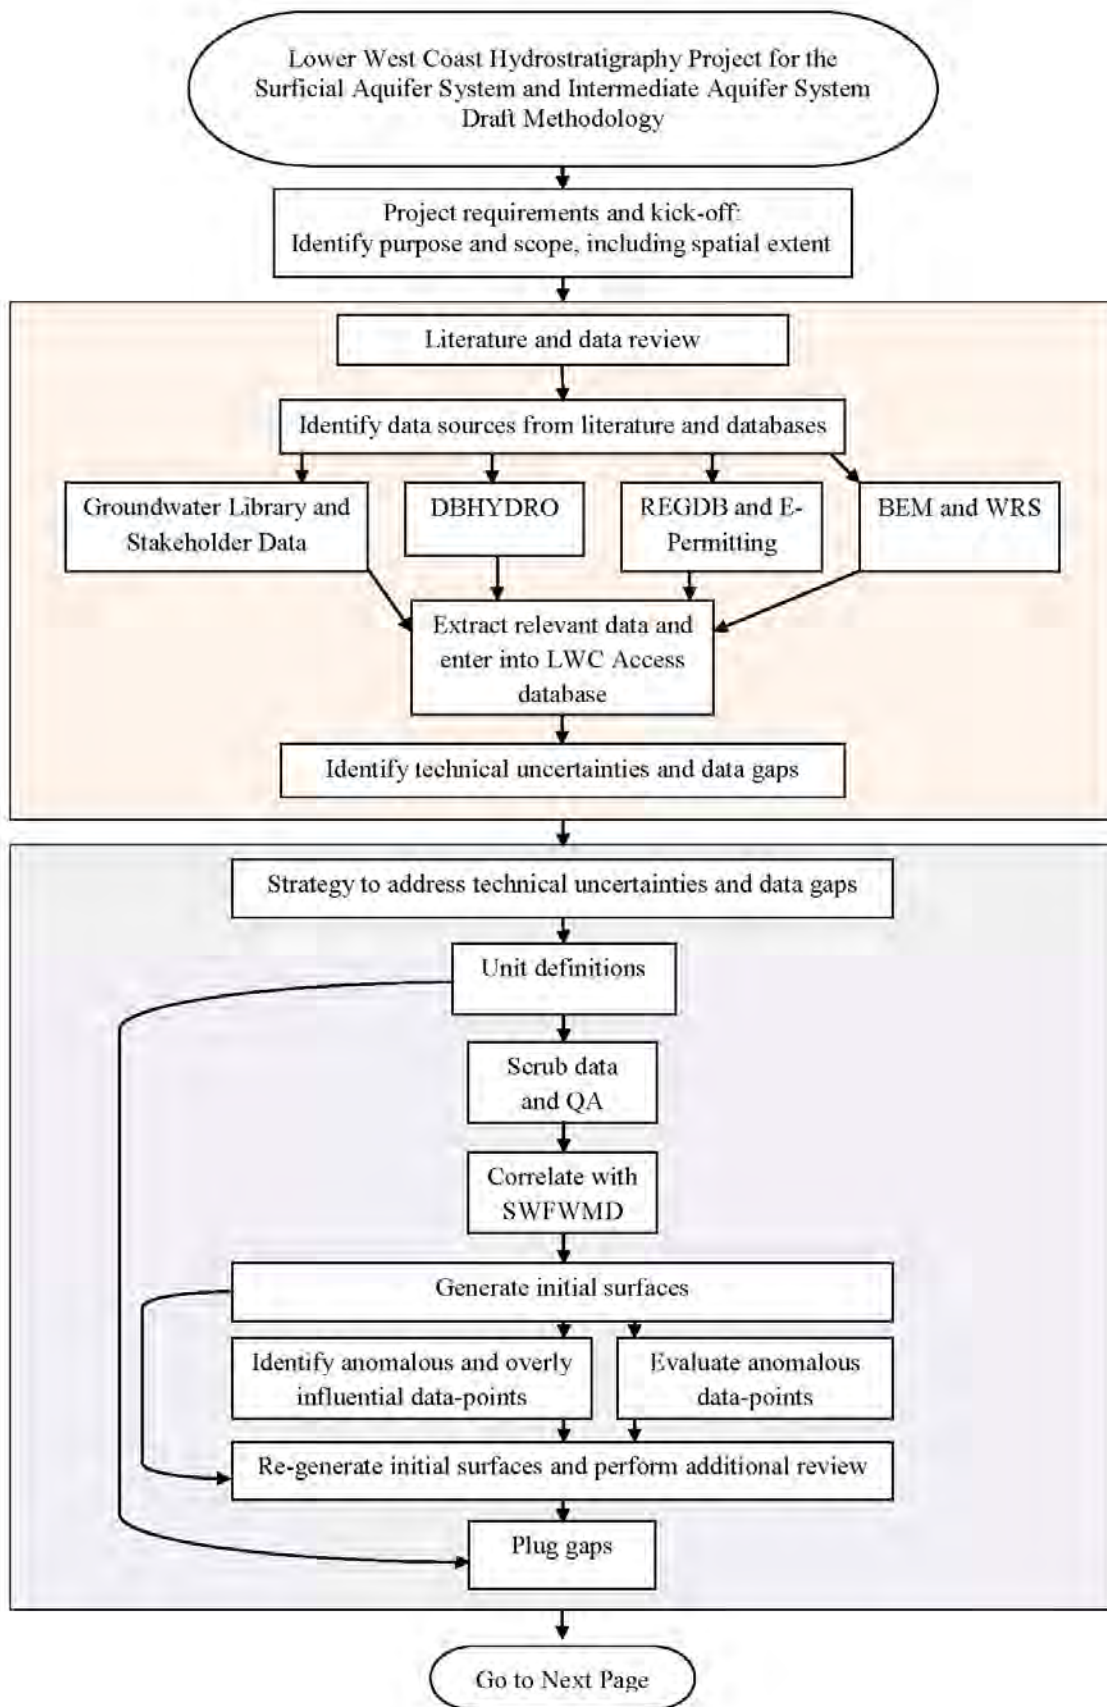 Lower West Coast Hydrostratigraphy Project for the
Surficial Aquifer System and Intermediate Aquifer System
Draft Methodology
Project requirements and kick-off:
Identify purpose and scope, including spatial extent
Literature and data review
Identify data sources from literature and databases
Groundwater Library and
Stakeholder Data
DBHYDRO
REGDB and E-
Permitting
BEM and WRS
Extract relevant data and
enter into LWC Access
database
Identify technical uncertainties and data gaps
Strategy to address technical uncertainties and data gaps
Unit definitions
Scrub data
and QA
Correlate with
SWFWMD
Generate initial surfaces
Identify anomalous and overly
influential data-points
Evaluate anomalous
data-points
Re-generate initial surfaces and perform additional review
Plug gaps
Go to Next Page